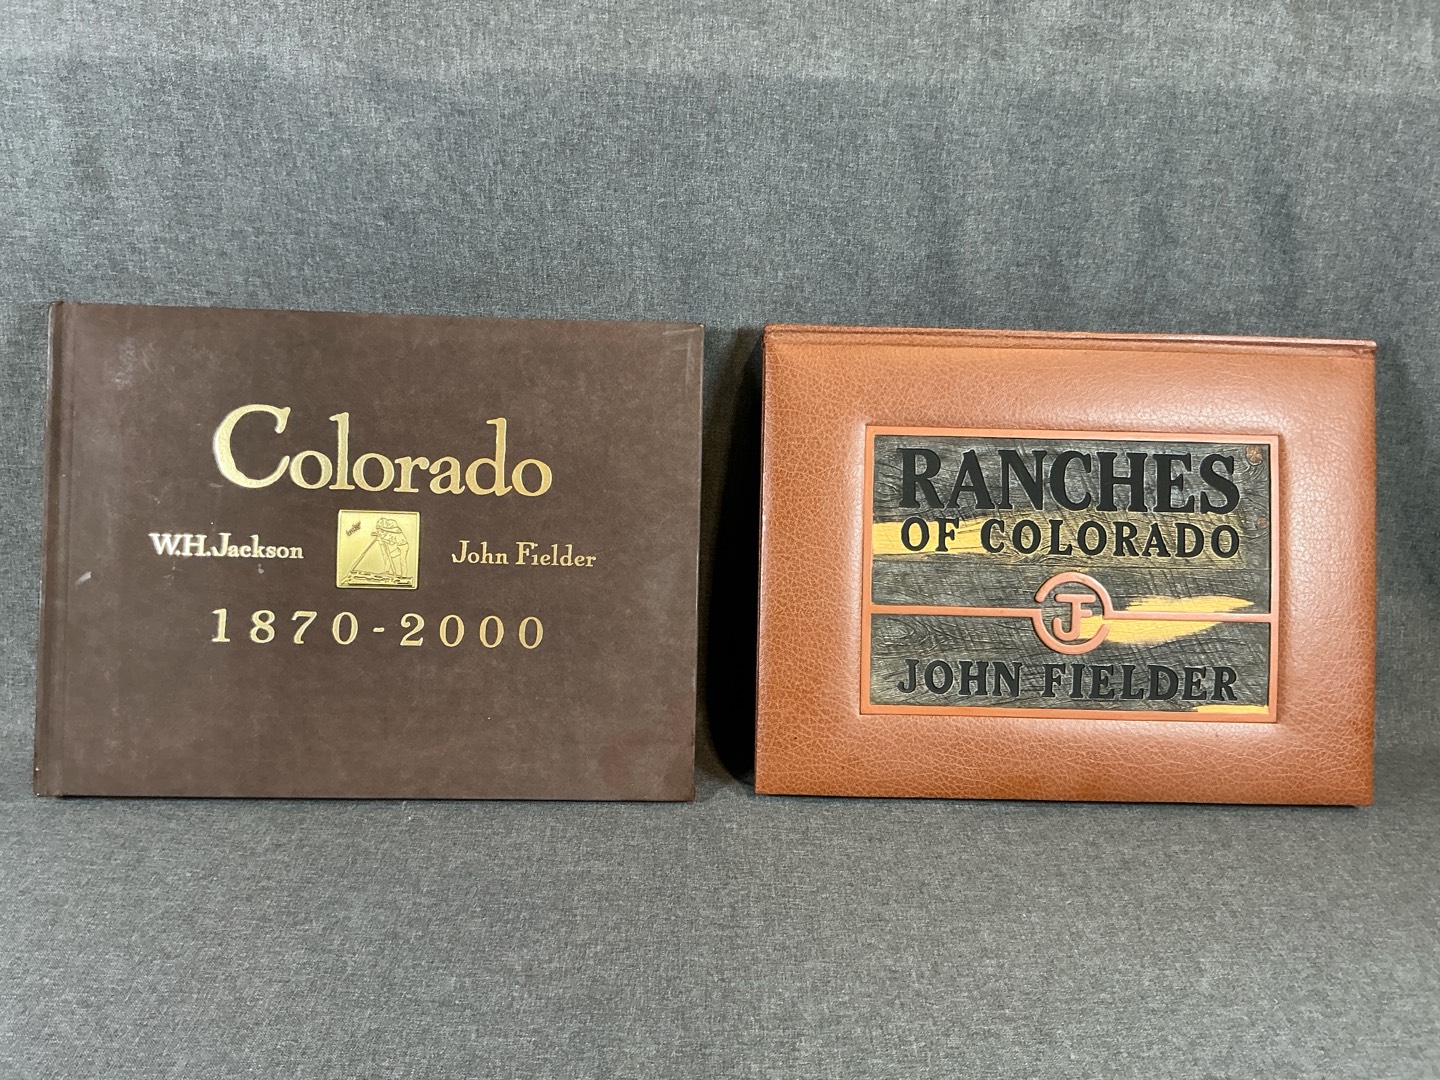 Colorado
W.H.Jackson
John Fielder
1870-2000
RANCHES
OF COLORADO
JF
JOHN FIELDER